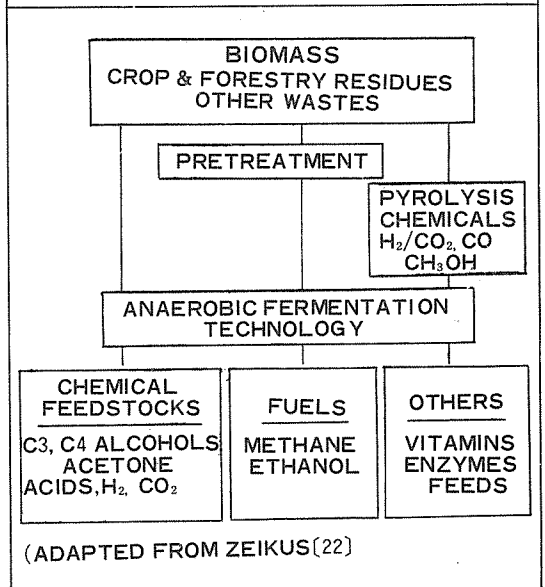 BIOMASS
CROP & FORESTRY RESIDUES
OTHER WASTES
PRETREATMENT
PYROLYSIS
CHEMICALS
H₂/CO₂, CO
CH₃OH
ANAEROBIC FERMENTATION
TECHNOLOGY
CHEMICAL
FEEDSTOCKS
C3, C4 ALCOHOLS
ACETONE
ACIDS, H₂, CO₂
FUELS
METHANE
ETHANOL
OTHERS
VITAMINS
ENZYMES
FEEDS
(ADAPTED FROM ZEIKUS[22]